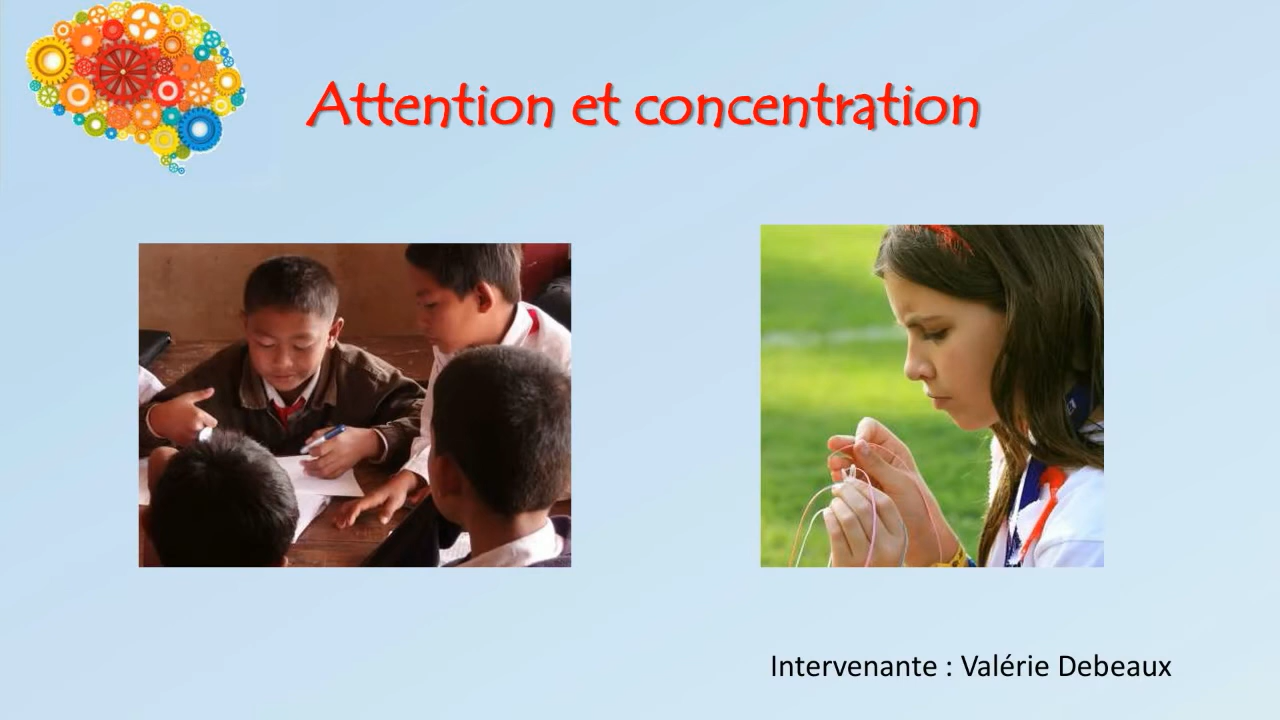 Attention et concentration
Intervenante : Valérie Debeaux